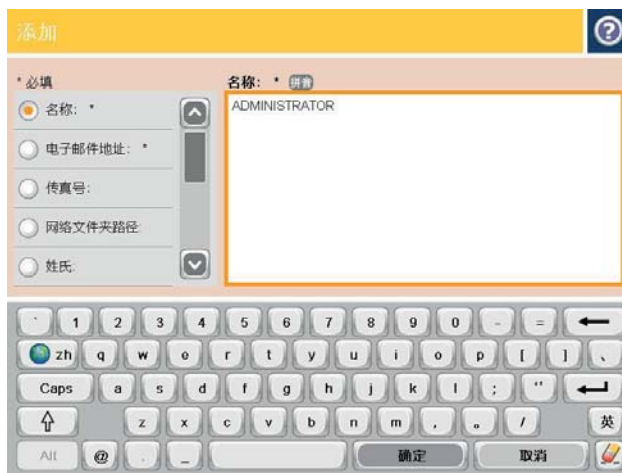 添加
* 必填
名称: * 拼音
名称: *
ADMINISTRATOR
电子邮件地址: *
传真号:
网络文件夹路径:
姓氏:
` 1 2 3 4 5 6 7 8 9 0 - =
zh q w e r t y u i o p [ ] 、
Caps a s d f g h j k l ; "
z x c v b n m , 。 / 英
Alt @ . _ 确定 取消